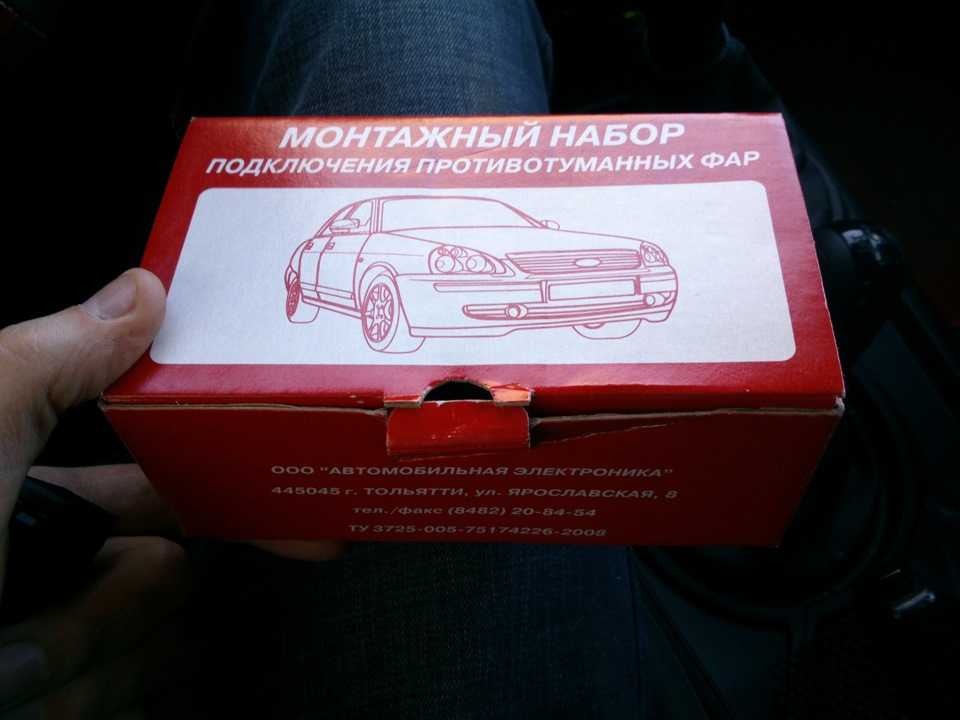 МОНТАЖНЫЙ НАБОР
ПОДКЛЮЧЕНИЯ ПРОТИВОТУМАННЫХ ФАР
ООО "АВТОМОБИЛЬНАЯ ЭЛЕКТРОНИКА"
445045 г. ТОЛЬЯТТИ, ул. ЯРОСЛАВСКАЯ, 8
тел./факс (8482) 20-84-54
ТУ 3725-005-75174226-2008